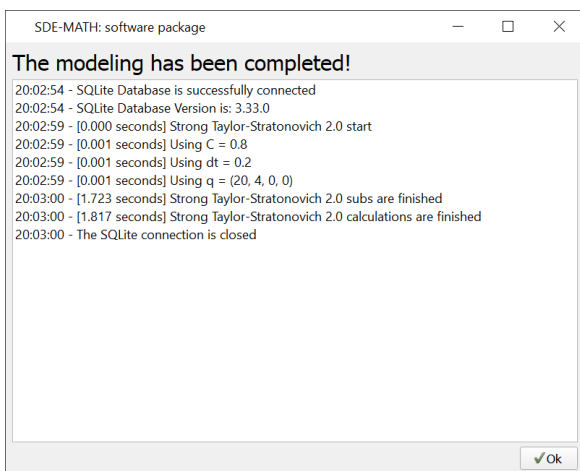 SDE-MATH: software package
The modeling has been completed!
20:02:54 - SQLite Database is successfully connected
20:02:54 - SQLite Database Version is: 3.33.0
20:02:59 - [0.000 seconds] Strong Taylor-Stratonovich 2.0 start
20:02:59 - [0.001 seconds] Using C = 0.8
20:02:59 - [0.001 seconds] Using dt = 0.2
20:02:59 - [0.001 seconds] Using q = (20, 4, 0, 0)
20:03:00 - [1.723 seconds] Strong Taylor-Stratonovich 2.0 subs are finished
20:03:00 - [1.817 seconds] Strong Taylor-Stratonovich 2.0 calculations are finished
20:03:00 - The SQLite connection is closed
Ok